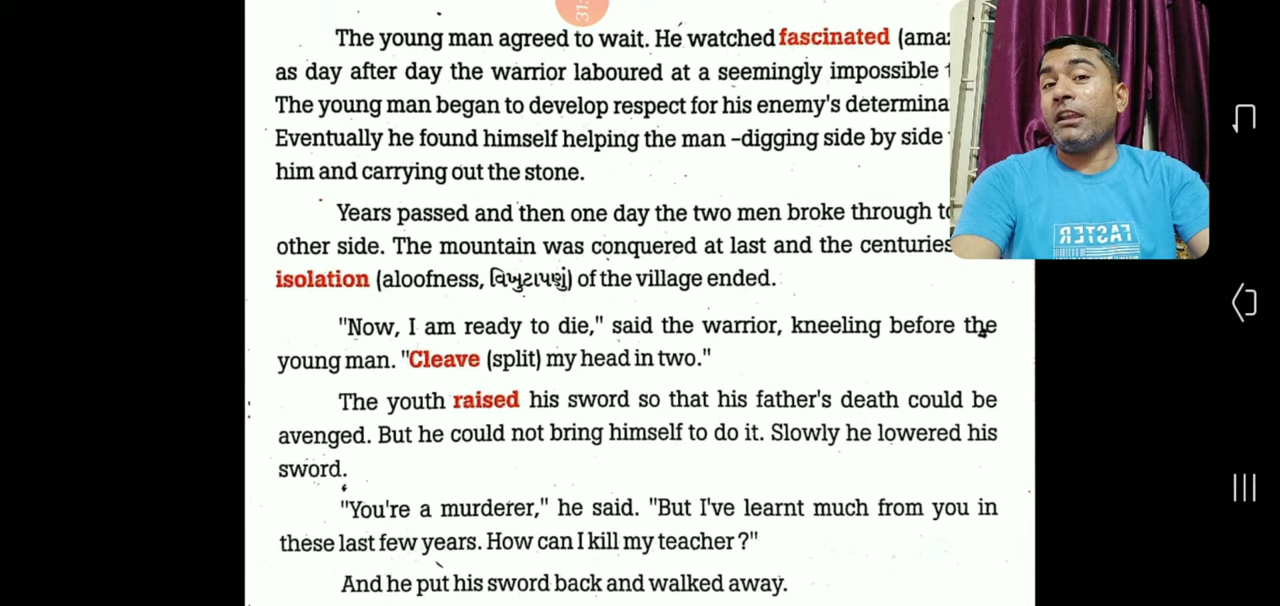 31:
The young man agreed to wait. He watched fascinated (ama
as day after day the warrior laboured at a seemingly impossible
The young man began to develop respect for his enemy's determina
Eventually he found himself helping the man -digging side by side
him and carrying out the stone.
Years passed and then one day the two men broke through to
other side. The mountain was conquered at last and the centuries
isolation (aloofness, વિખુટાપણું) of the village ended.
"Now, I am ready to die," said the warrior, kneeling before the
young man. "Cleave (split) my head in two."
The youth raised his sword so that his father's death could be
avenged. But he could not bring himself to do it. Slowly he lowered his
sword.
"You're a murderer," he said. "But I've learnt much from you in
these last few years. How can I kill my teacher ?"
And he put his sword back and walked away.
FASTER